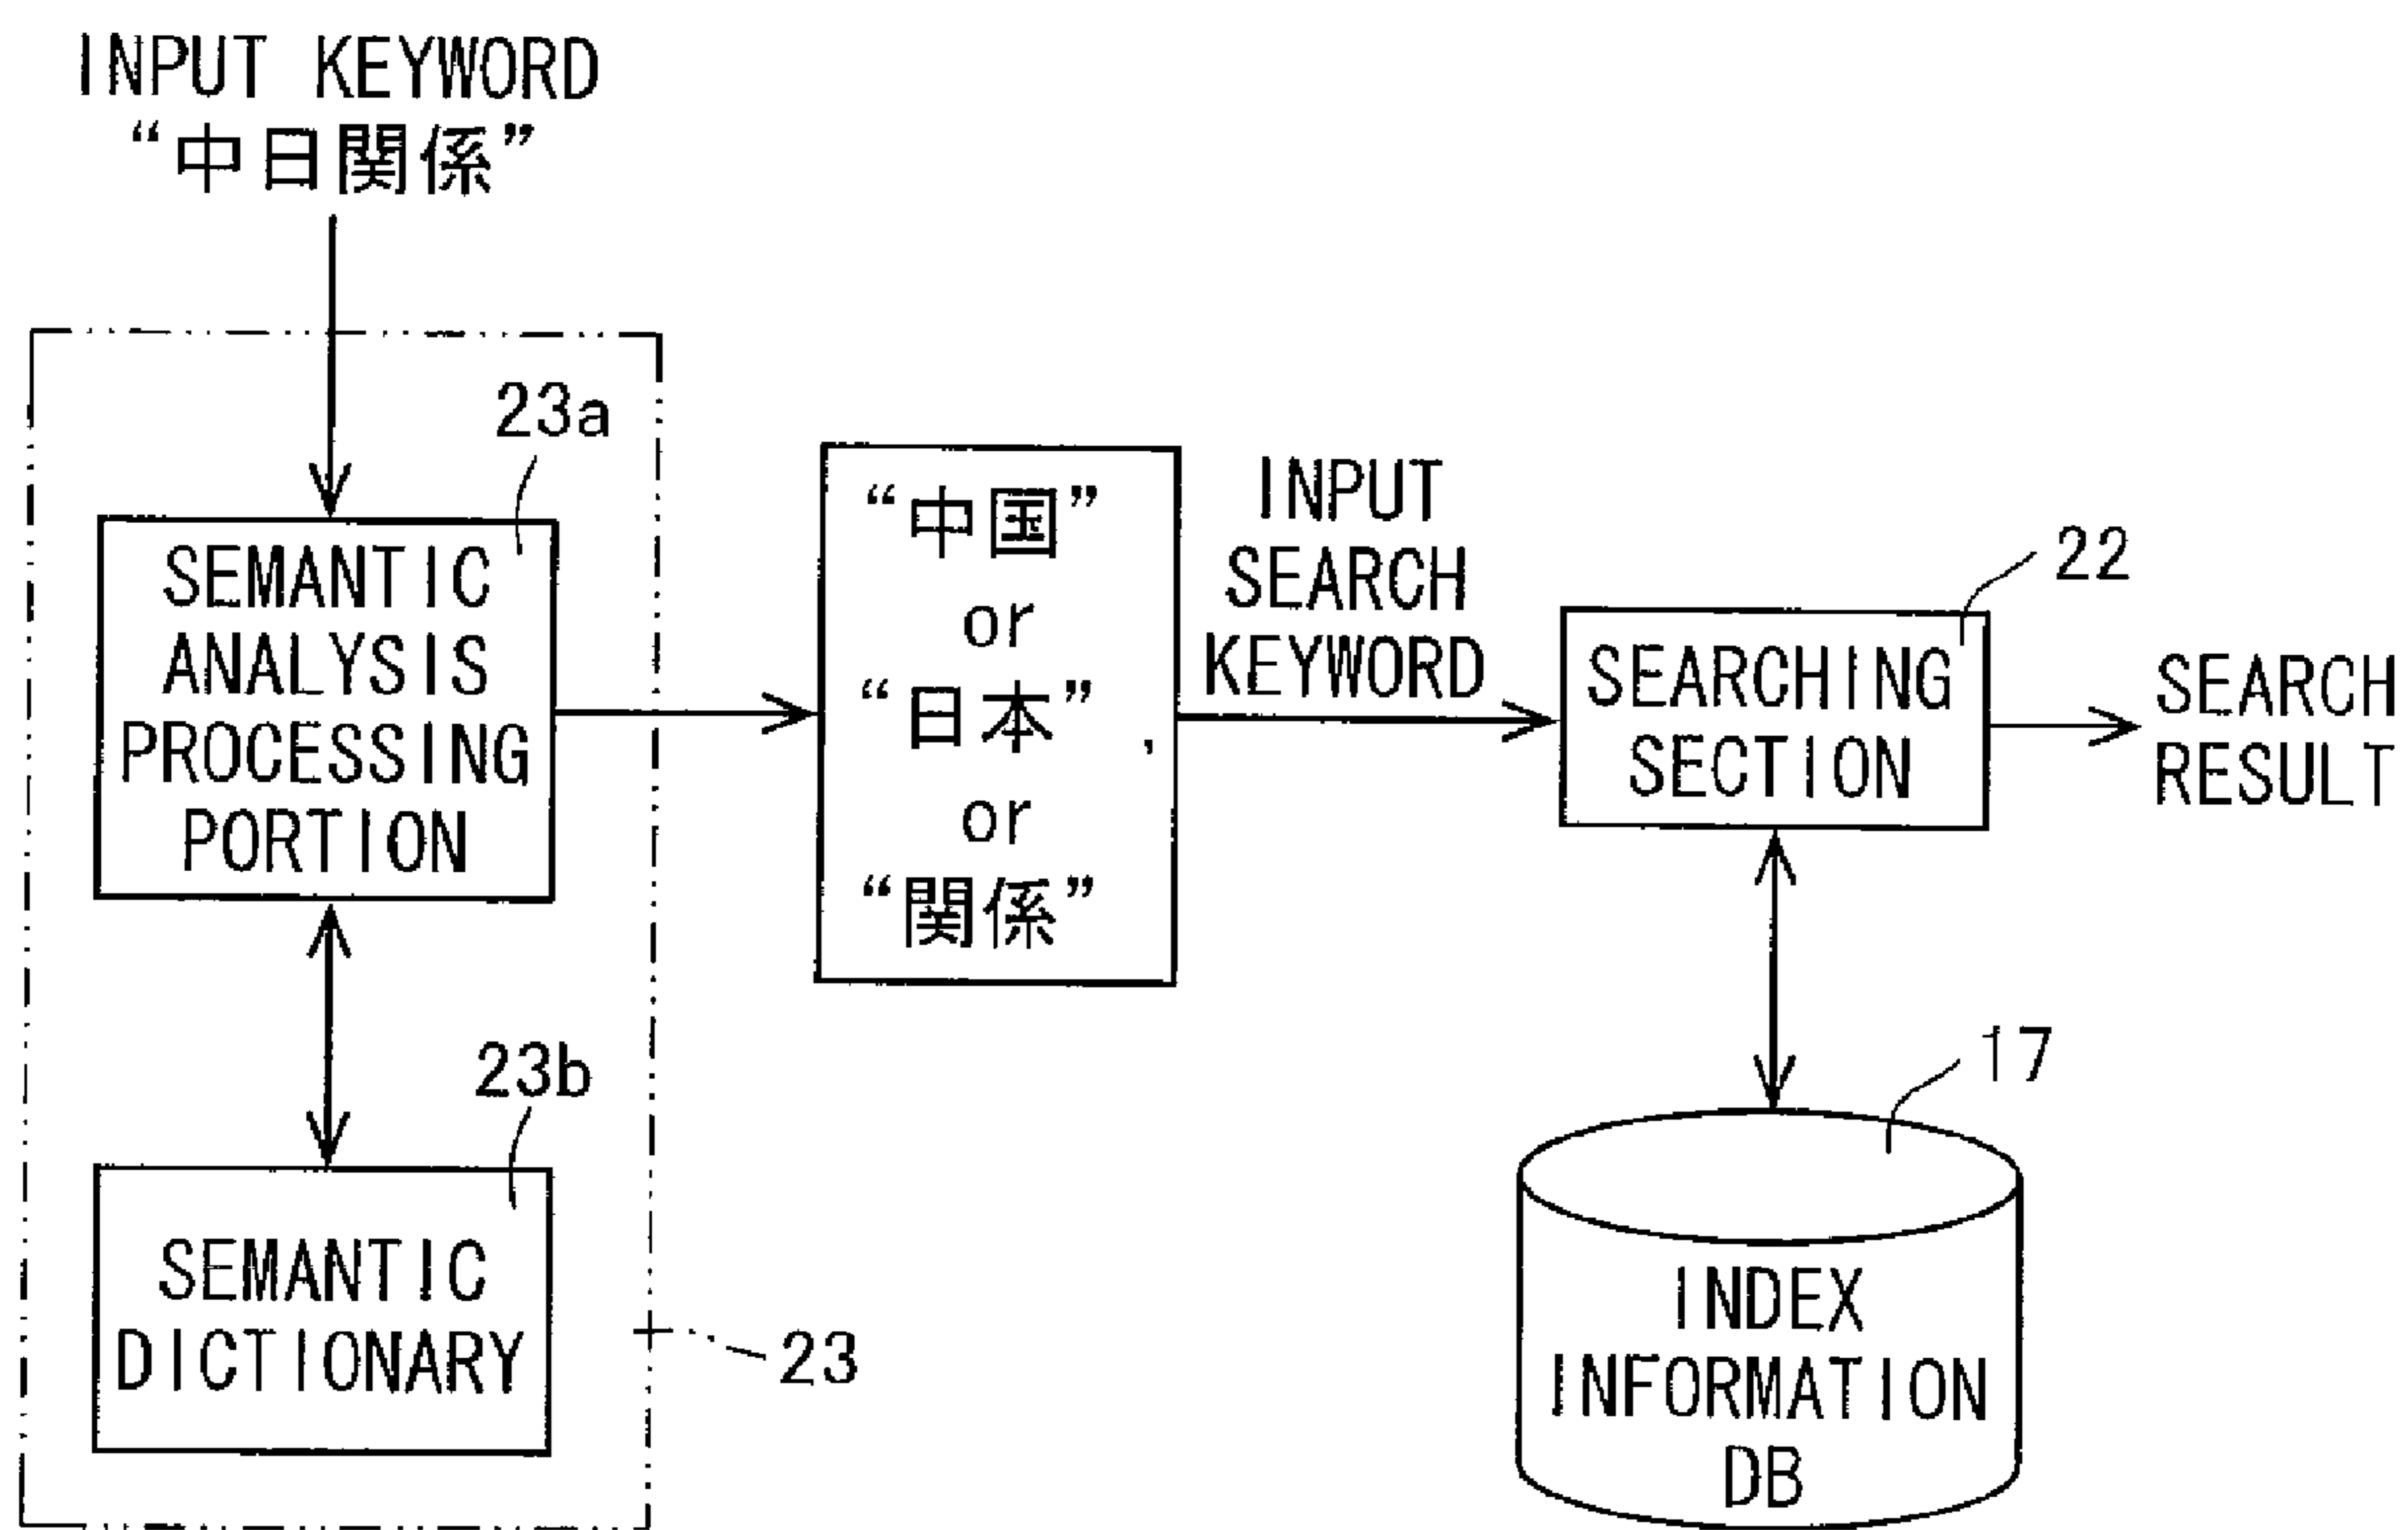 INPUT KEYWORD
“中日関係”
23a
SEMANTIC
ANALYSIS
PROCESSING
PORTION
23b
SEMANTIC
DICTIONARY
23
“中国”
or
“日本” ,
or
“関係”
INPUT
SEARCH
KEYWORD
22
SEARCHING
SECTION
SEARCH
RESULT
17
INDEX
INFORMATION
DB